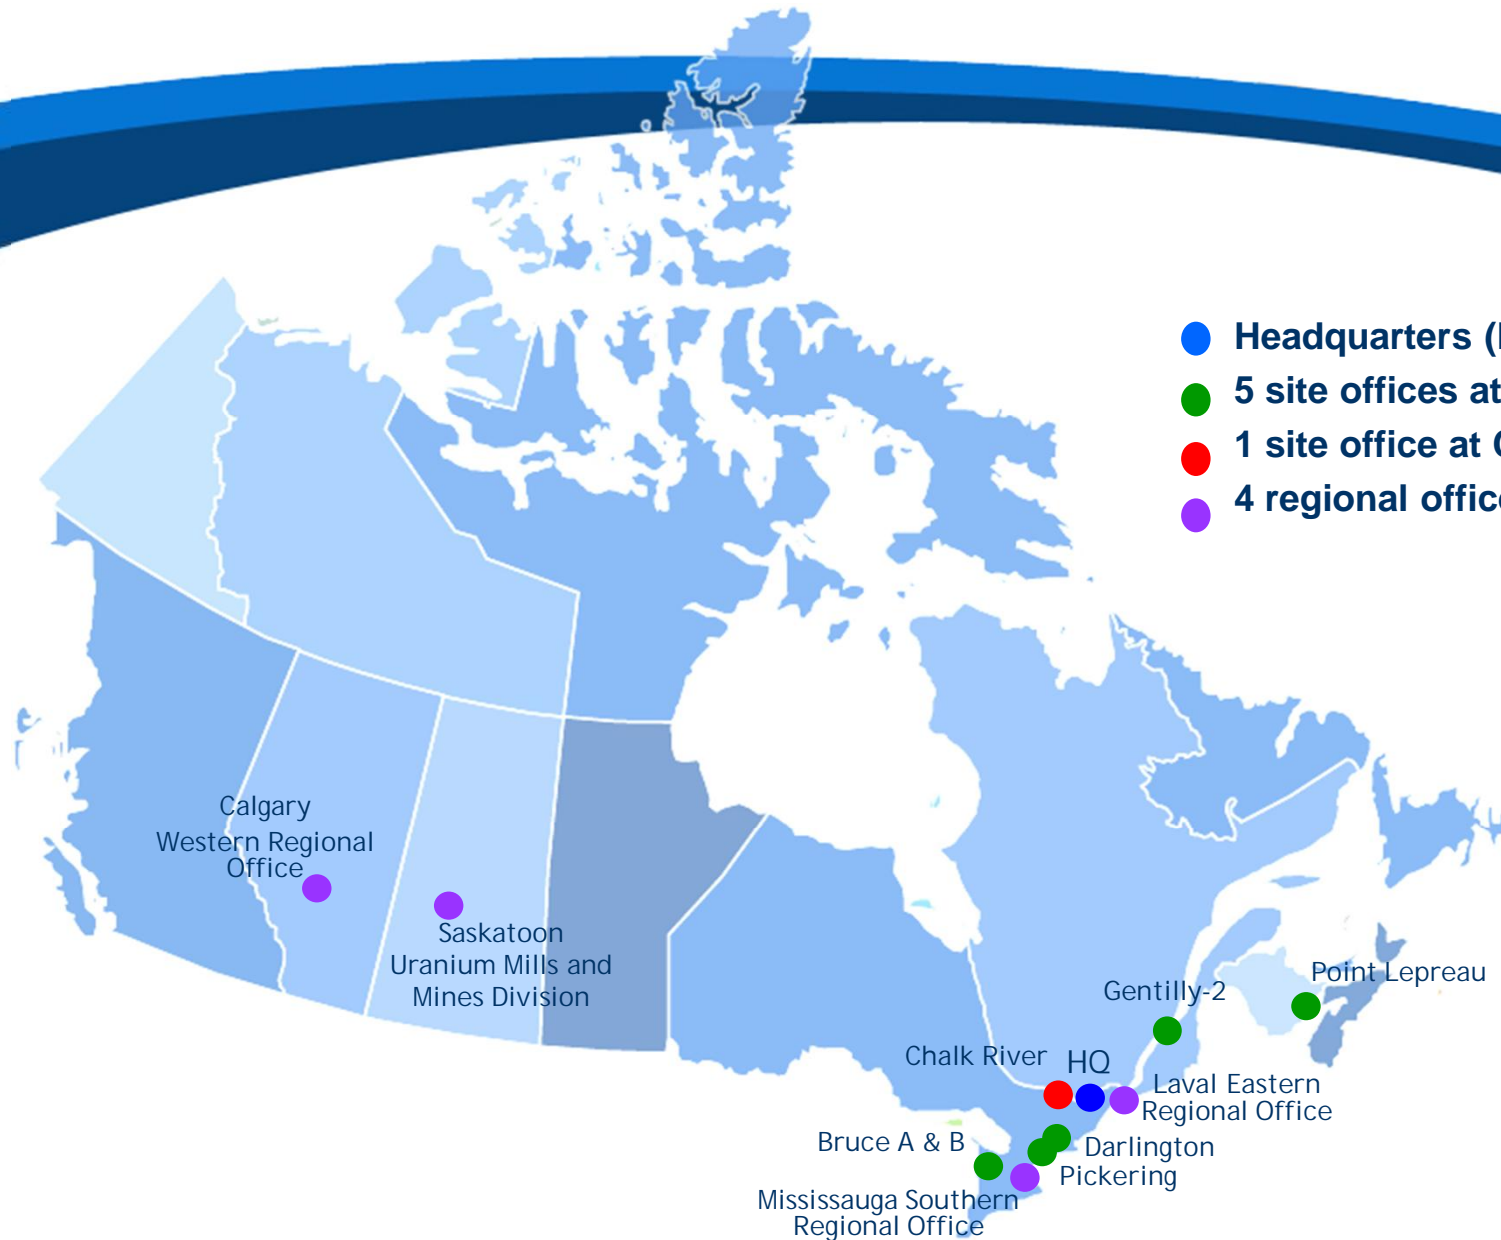 Headquarters (
5 site offices at
1 site office at
4 regional office
Calgary
Western Regional
Office
Saskatoon
Uranium Mills and
Mines Division
Point Lepreau
Gentilly-2
Chalk River
HQ
Laval Eastern
Regional Office
Bruce A & B
Darlington
Pickering
Mississauga Southern
Regional Office